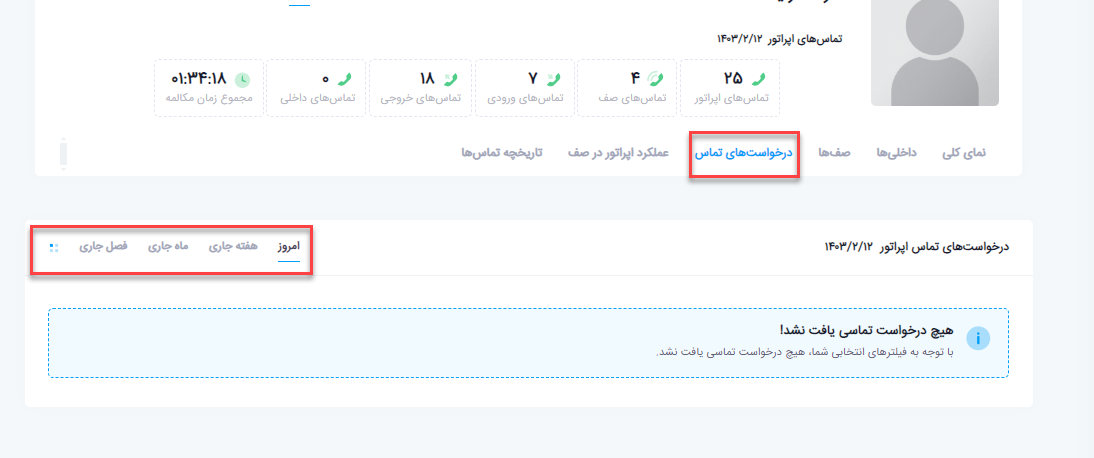 تماس‌های اپراتور ۱۴۰۳/۲/۱۲
۲۵
تماس‌های اپراتور
۴
تماس‌های صف
۷
تماس‌های ورودی
۱۸
تماس‌های خروجی
۰
تماس‌های داخلی
۰۱:۳۴:۱۸
مجموع زمان مکالمه
نمای کلی داخلی‌ها صف‌ها درخواست‌های تماس عملکرد اپراتور در صف تاریخچه تماس‌ها
درخواست‌های تماس اپراتور ۱۴۰۳/۲/۱۲
امروز هفته جاری ماه جاری فصل جاری
هیچ درخواست تماسی یافت نشد!
با توجه به فیلترهای انتخابی شما، هیچ درخواست تماسی یافت نشد.